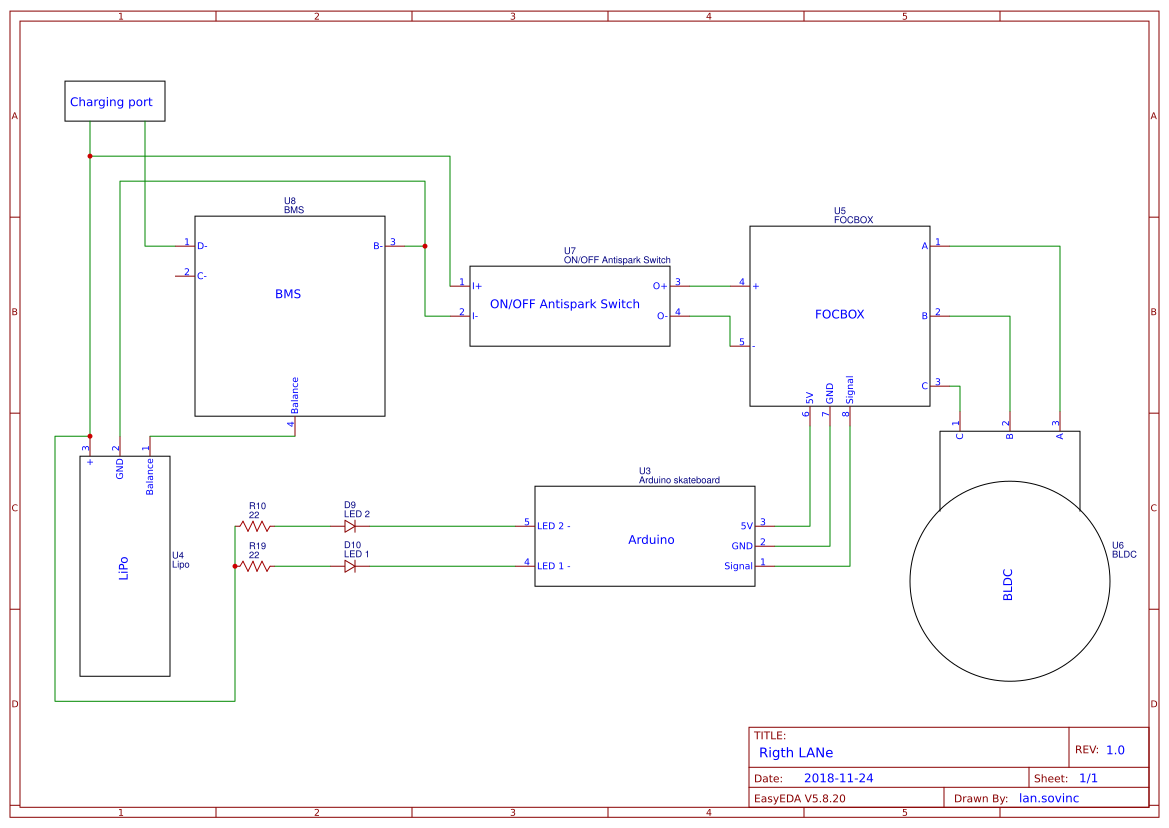 1 2 3 4 5
A A
B B
C C
D D
Charging port
U8
BMS
1 D-
2 C-
B- 3
BMS
Balance
4
U7
ON/OFF Antispark Switch
1 I+
2 I-
O+ 3
O- 4
ON/OFF Antispark Switch
U5
FOCBOX
4 +
5 -
A 1
B 2
C 3
FOCBOX
5V GND Signal
6 7 8
3 2 1
+ GND Balance
LiPo
U4
Lipo
R10
22
R19
22
D9
LED 2
D10
LED 1
U3
Arduino skateboard
5 LED 2 -
4 LED 1 -
5V 3
GND 2
Signal 1
Arduino
1 2 3
C B A
BLDC
U6
BLDC
TITLE:
Rigth LANe
REV: 1.0
Date: 2018-11-24
Sheet: 1/1
EasyEDA V5.8.20
Drawn By: lan.sovinc
1 2 3 4 5